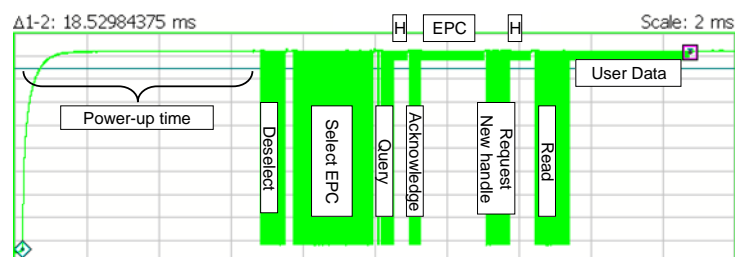 Δ1-2: 18.52984375 ms
Scale: 2 ms
H
EPC
H
User Data
Power-up time
Deselect
Select EPC
Query
Acknowledge
Request
New handle
Read